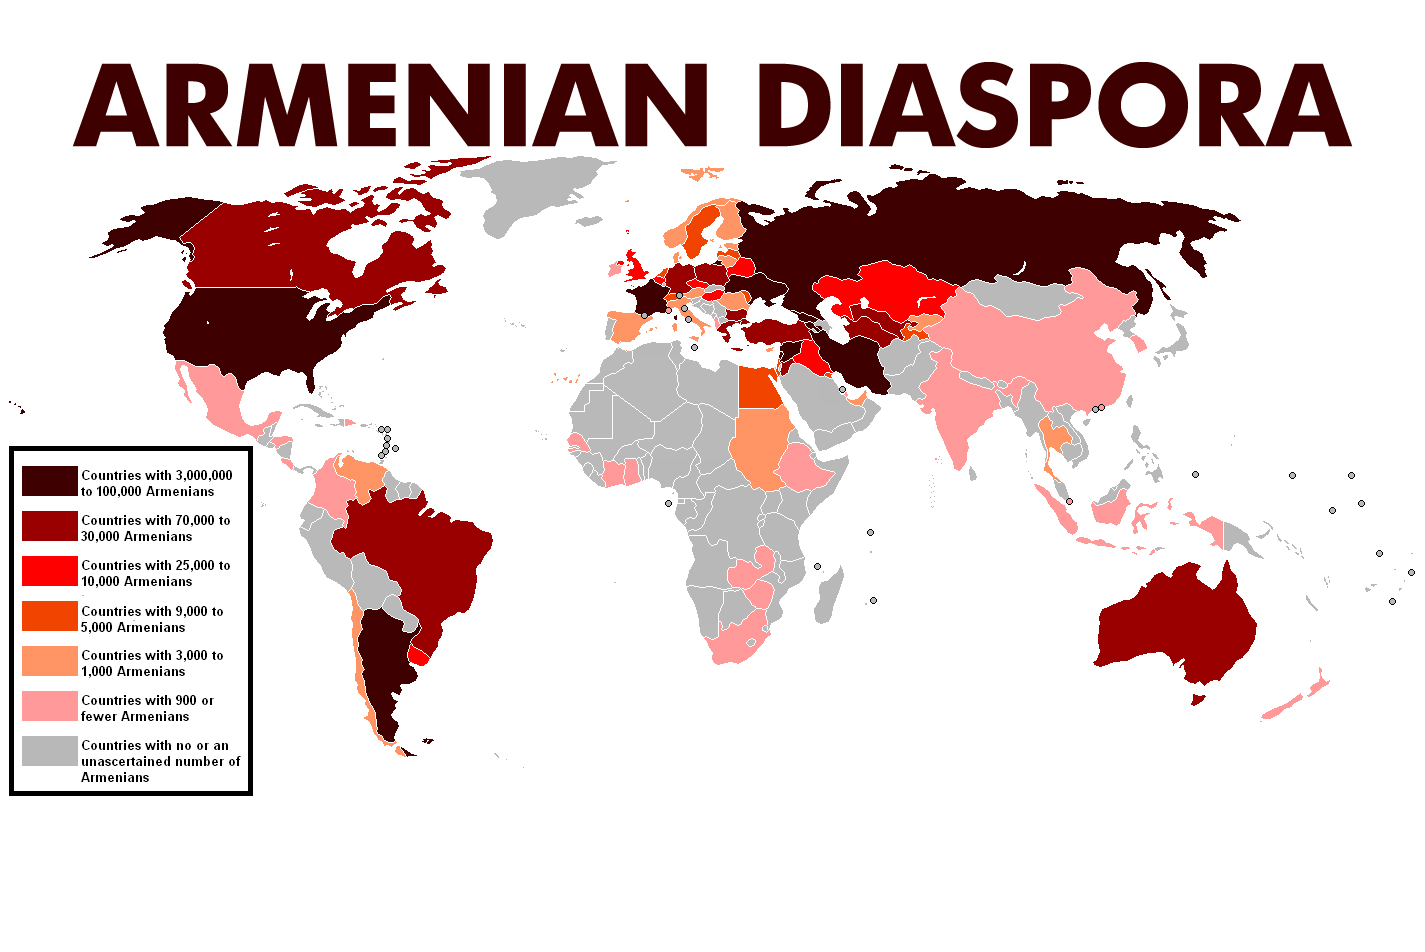 ARMENIAN DIASPORA
Countries with 3,000,000
to 100,000 Armenians
Countries with 70,000 to
30,000 Armenians
Countries with 25,000 to
10,000 Armenians
Countries with 9,000 to
5,000 Armenians
Countries with 3,000 to
1,000 Armenians
Countries with 900 or
fewer Armenians
Countries with no or an
unascertained number of
Armenians